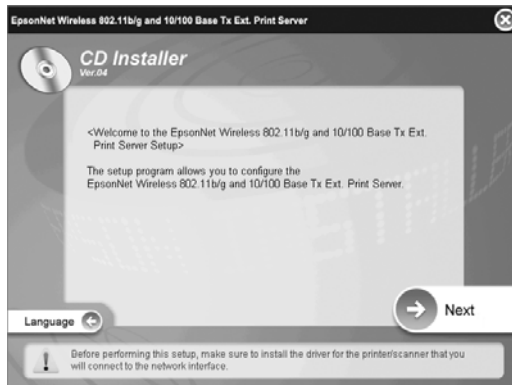 EpsonNet Wireless 802.11b/g and 10/100 Base Tx Ext. Print Server
CD Installer
Ver.04
<Welcome to the EpsonNet Wireless 802.11b/g and 10/100 Base Tx Ext.
Print Server Setup>
The setup program allows you to configure the
EpsonNet Wireless 802.11b/g and 10/100 Base Tx Ext. Print Server.
Next
Language
Before performing this setup, make sure to install the driver for the printer/scanner that you
will connect to the network interface.